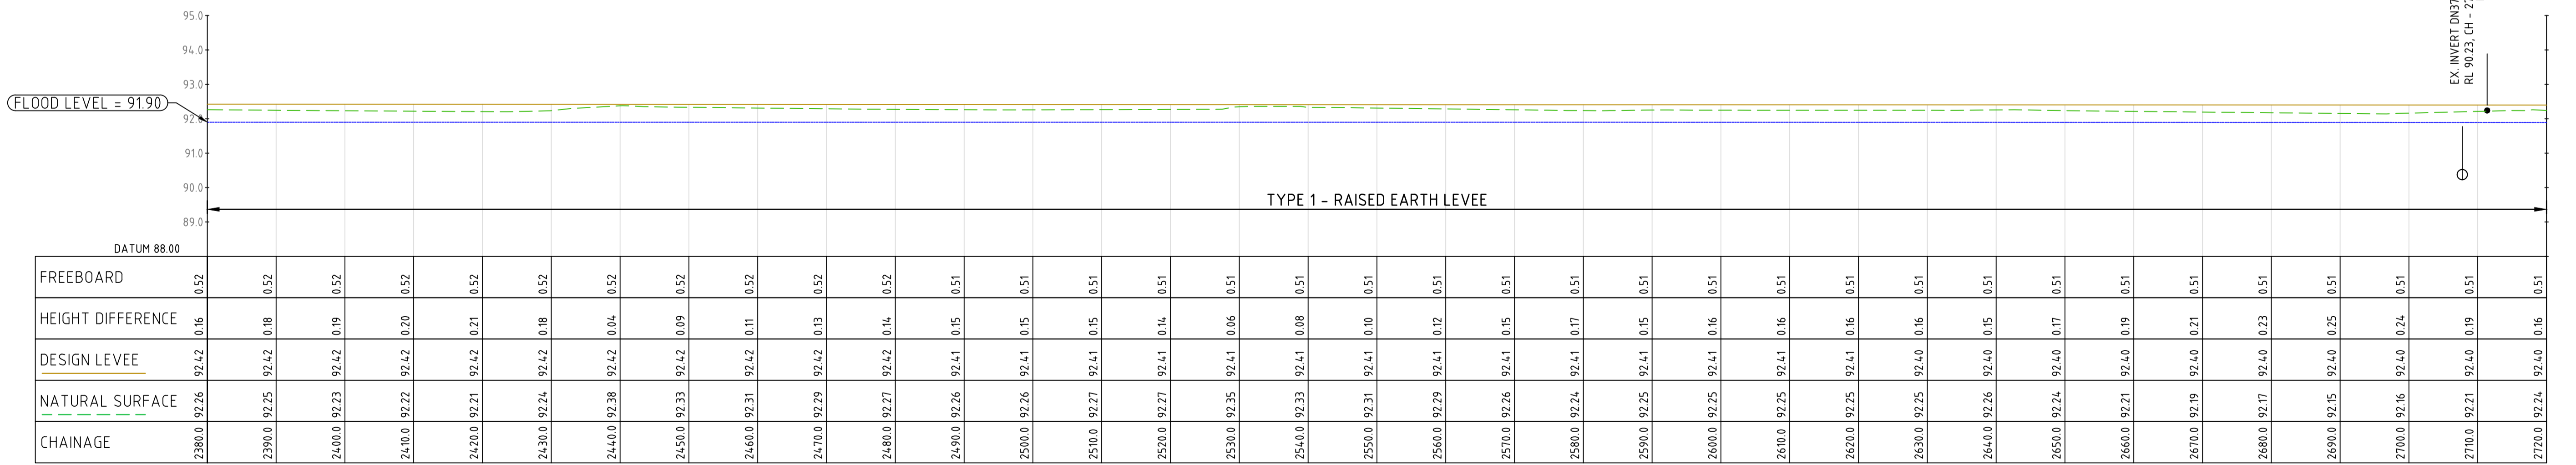 95.0
94.0
93.0
92.0
91.0
90.0
89.0
FLOOD LEVEL = 91.90
EX. INVERT
RL 90.23, CH -
TYPE 1 - RAISED EARTH LEVEE
DATUM 88.00
FREEBOARD 0.52 0.52 0.52 0.52 0.52 0.52 0.52 0.52 0.52 0.52 0.52 0.51 0.51 0.51 0.51 0.51 0.51 0.51 0.51 0.51 0.51 0.51 0.51 0.51 0.51 0.51 0.51 0.51 0.51 0.51 0.51 0.51 0.51 0.51 0.51
HEIGHT DIFFERENCE 0.16 0.18 0.19 0.20 0.21 0.18 0.04 0.09 0.11 0.13 0.14 0.15 0.15 0.15 0.14 0.06 0.08 0.10 0.12 0.15 0.17 0.15 0.16 0.16 0.16 0.16 0.15 0.17 0.19 0.21 0.23 0.25 0.24 0.19 0.16
DESIGN LEVEE 92.42 92.42 92.42 92.42 92.42 92.42 92.42 92.42 92.42 92.42 92.42 92.41 92.41 92.41 92.41 92.41 92.41 92.41 92.41 92.41 92.41 92.41 92.41 92.41 92.41 92.40 92.40 92.40 92.40 92.40 92.40 92.40 92.40 92.40 92.40
NATURAL SURFACE 92.26 92.25 92.23 92.22 92.21 92.24 92.38 92.33 92.31 92.29 92.27 92.26 92.26 92.27 92.27 92.35 92.33 92.31 92.29 92.26 92.24 92.25 92.25 92.25 92.25 92.25 92.26 92.24 92.21 92.19 92.17 92.15 92.16 92.21 92.24
CHAINAGE 2380.0 2390.0 2400.0 2410.0 2420.0 2430.0 2440.0 2450.0 2460.0 2470.0 2480.0 2490.0 2500.0 2510.0 2520.0 2530.0 2540.0 2550.0 2560.0 2570.0 2580.0 2590.0 2600.0 2610.0 2620.0 2630.0 2640.0 2650.0 2660.0 2670.0 2680.0 2690.0 2700.0 2710.0 2720.0